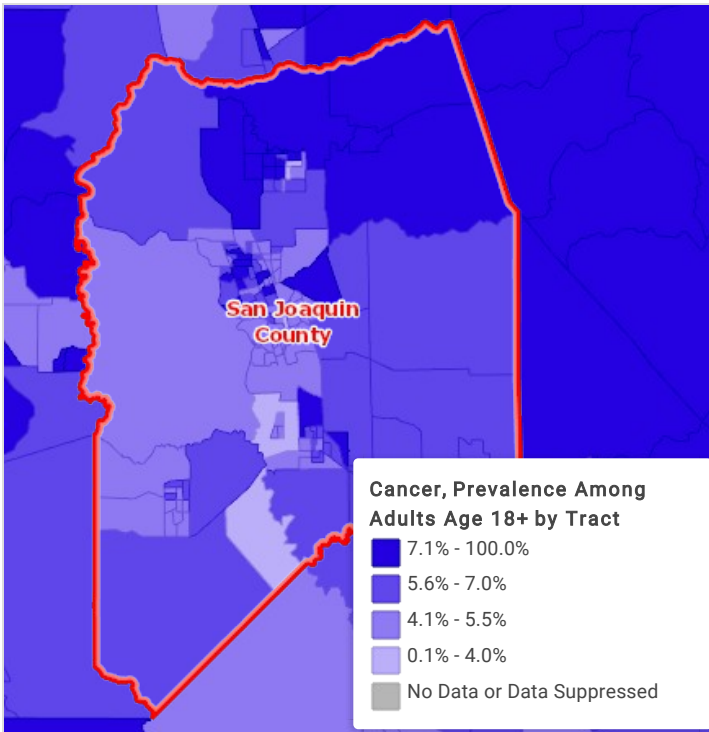 San Joaquin
County
Cancer, Prevalence Among
Adults Age 18+ by Tract
7.1% - 100.0%
5.6% - 7.0%
4.1% - 5.5%
0.1% - 4.0%
No Data or Data Suppressed